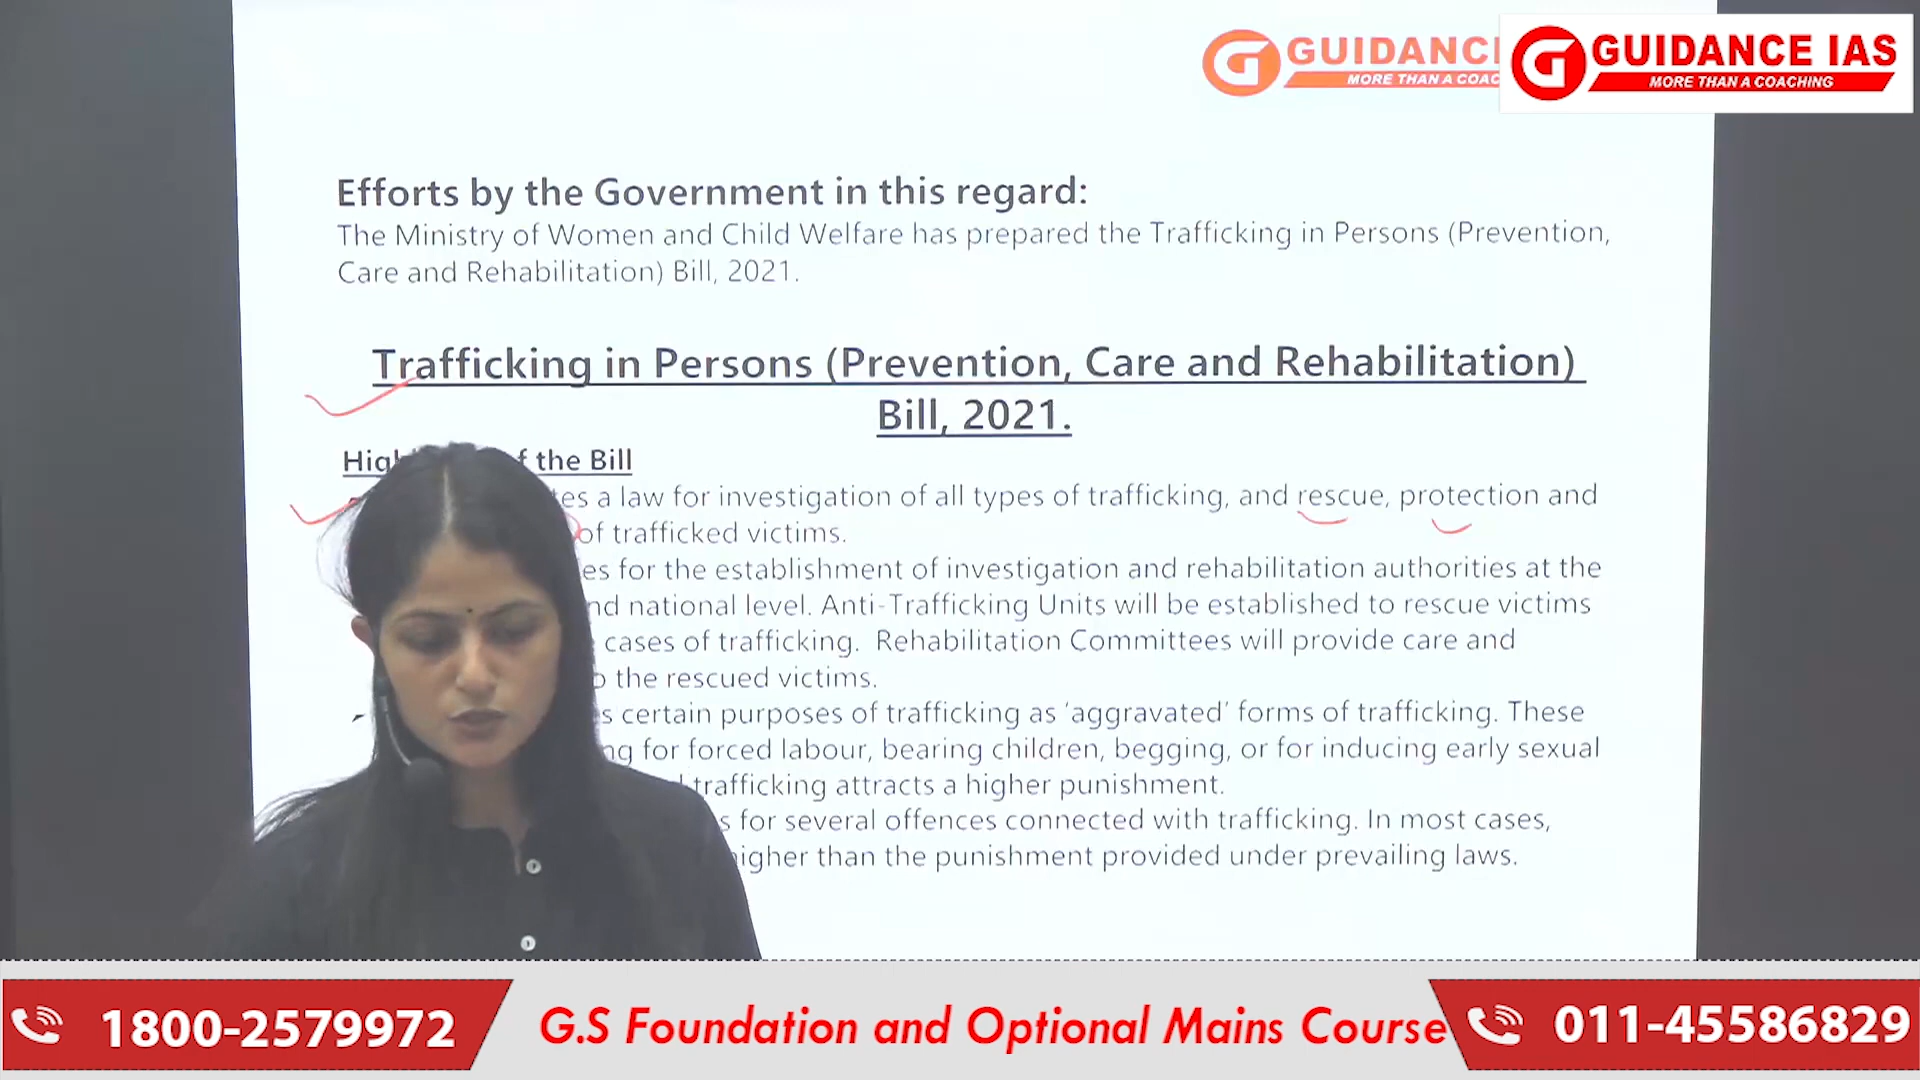 GUIDANCE IAS
MORE THAN A COACHING
Efforts by the Government in this regard:
The Ministry of Women and Child Welfare has prepared the Trafficking in Persons (Prevention,
Care and Rehabilitation) Bill, 2021.
Trafficking in Persons (Prevention, Care and Rehabilitation)
Bill, 2021.
of the Bill
a law for investigation of all types of trafficking, and rescue, protection and
of trafficked victims.
for the establishment of investigation and rehabilitation authorities at the
national level. Anti-Trafficking Units will be established to rescue victims
cases of trafficking. Rehabilitation Committees will provide care and
the rescued victims.
certain purposes of trafficking as 'aggravated' forms of trafficking. These
for forced labour, bearing children, begging, or for inducing early sexual
trafficking attracts a higher punishment.
for several offences connected with trafficking. In most cases,
higher than the punishment provided under prevailing laws.
1800-2579972
G.S Foundation and Optional Mains Course
011-45586829